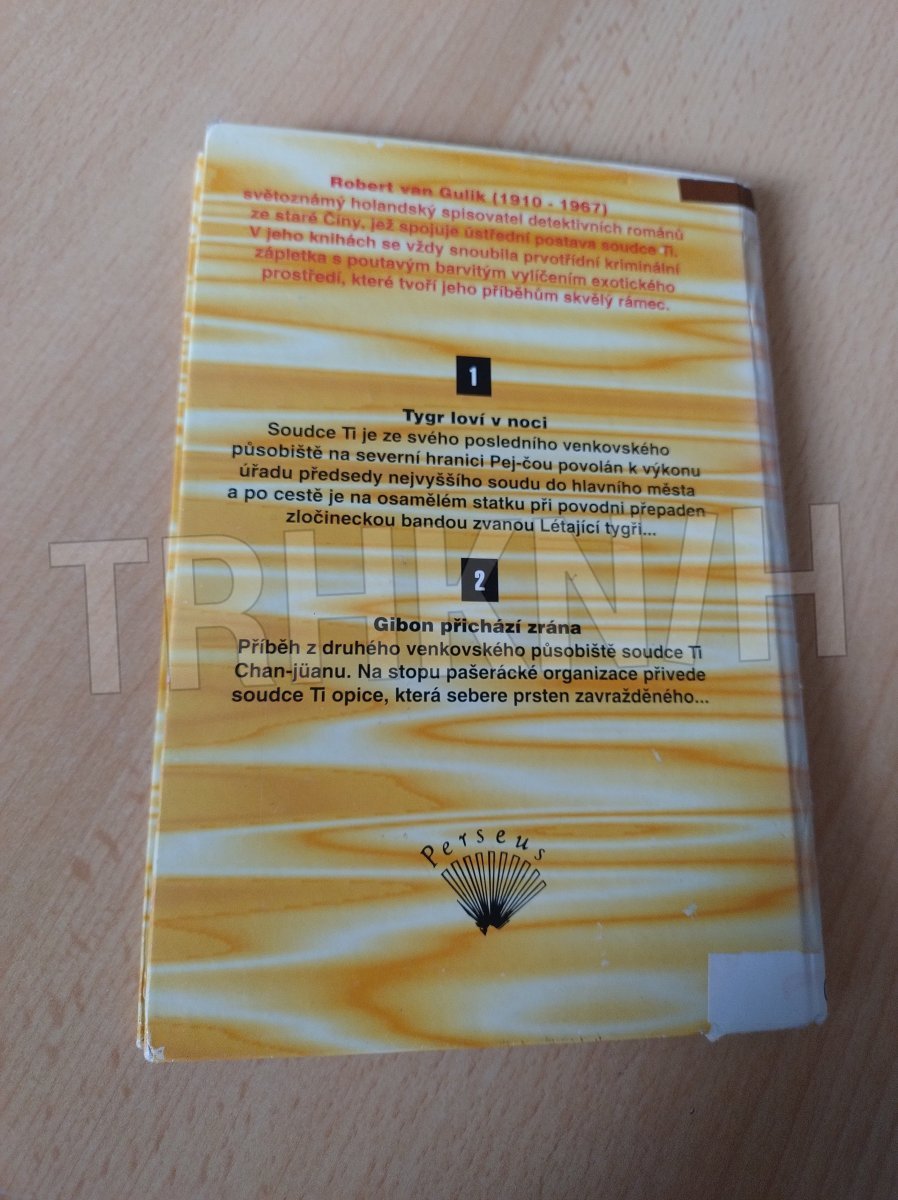 Robert van Gulik (1910 - 1967)
světoznámý holandský spisovatel detektivních románů
ze staré Číny, jež spojuje ústřední postava soudce Ti.
V jeho knihách se vždy snoubila prvotřídní kriminální
zápletka s poutavým barvitým vylíčením exotického
prostředí, které tvoří jeho příběhům skvělý rámec.
1
Tygr loví v noci
Soudce Ti je ze svého posledního venkovského
působiště na severní hranici Pej-čou povolán k výkonu
úřadu předsedy nejvyššího soudu do hlavního města
a po cestě je na osamělém statku při povodni přepaden
zločineckou bandou zvanou Létající tygři...
TRHKNIH
2
Gibon přichází zrána
Příběh z druhého venkovského působiště soudce Ti
Chan-jüanu. Na stopu pašerácké organizace přivede
soudce Ti opice, která sebere prsten zavražděného...
Perseus